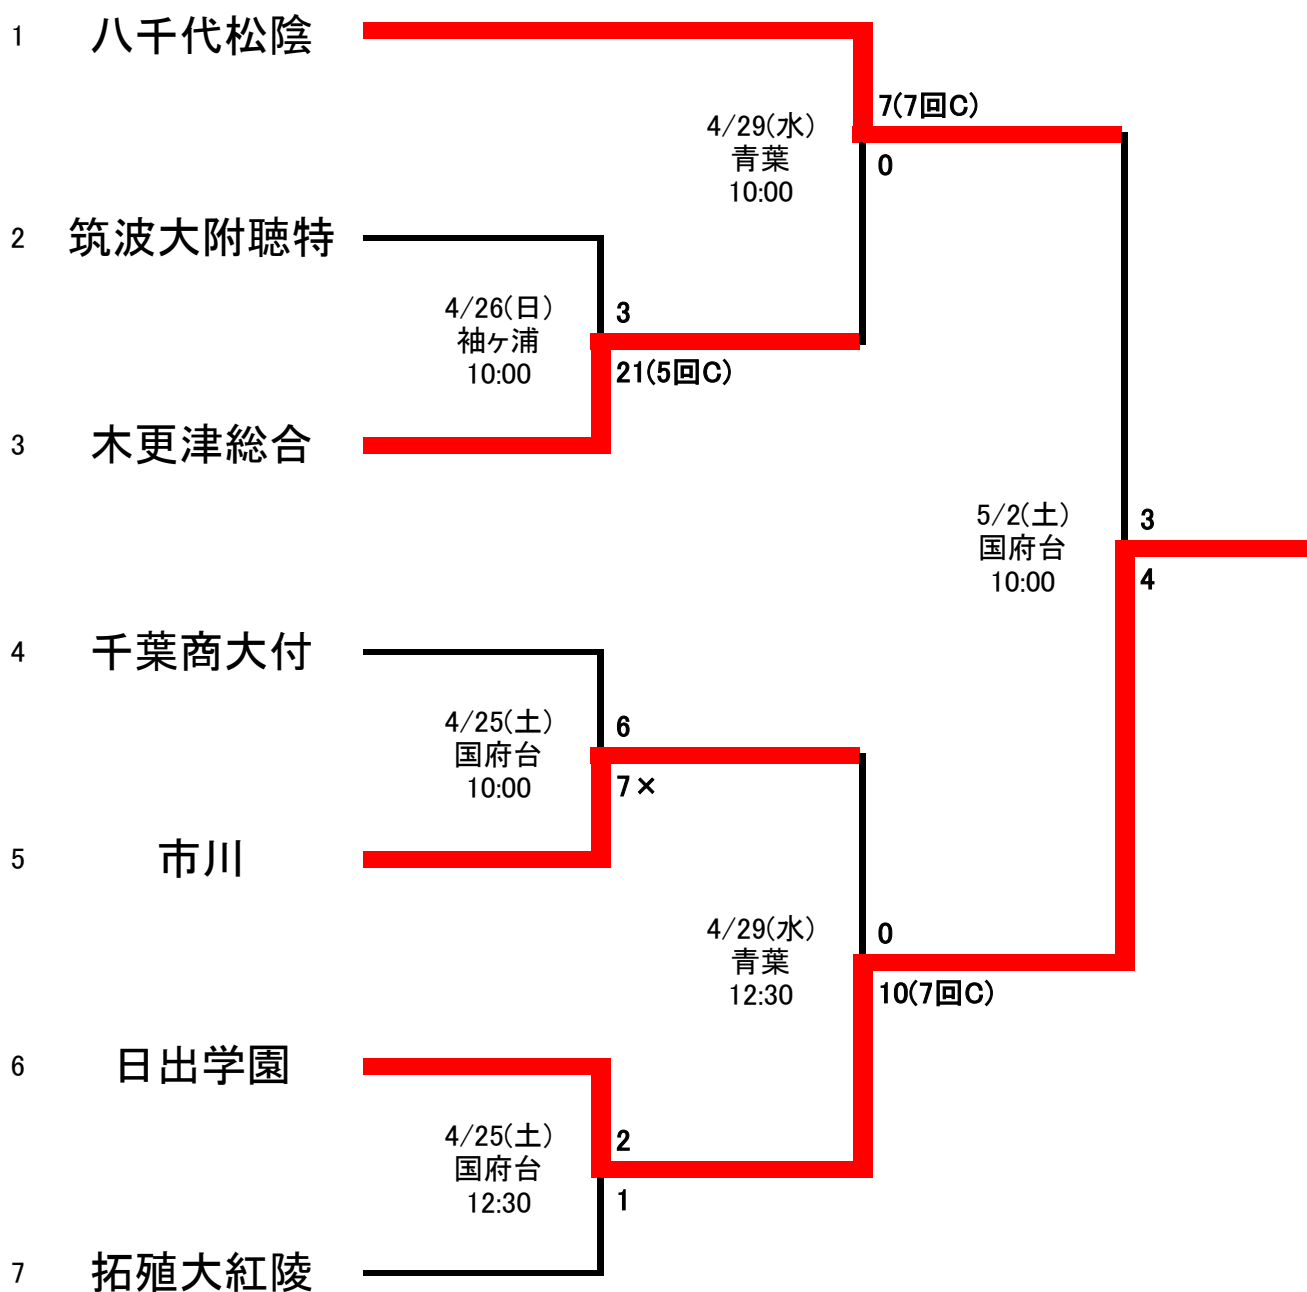 1 八千代松陰
7(7回C)
4/29(水)
青葉
10:00
0
2 筑波大附聴特
4/26(日)
袖ヶ浦
10:00
3
21(5回C)
3 木更津総合
5/2(土)
国府台
10:00
3
4
4 千葉商大付
4/25(土)
国府台
10:00
6
7×
5 市川
4/29(水)
青葉
12:30
0
10(7回C)
6 日出学園
4/25(土)
国府台
12:30
2
1
7 拓殖大紅陵